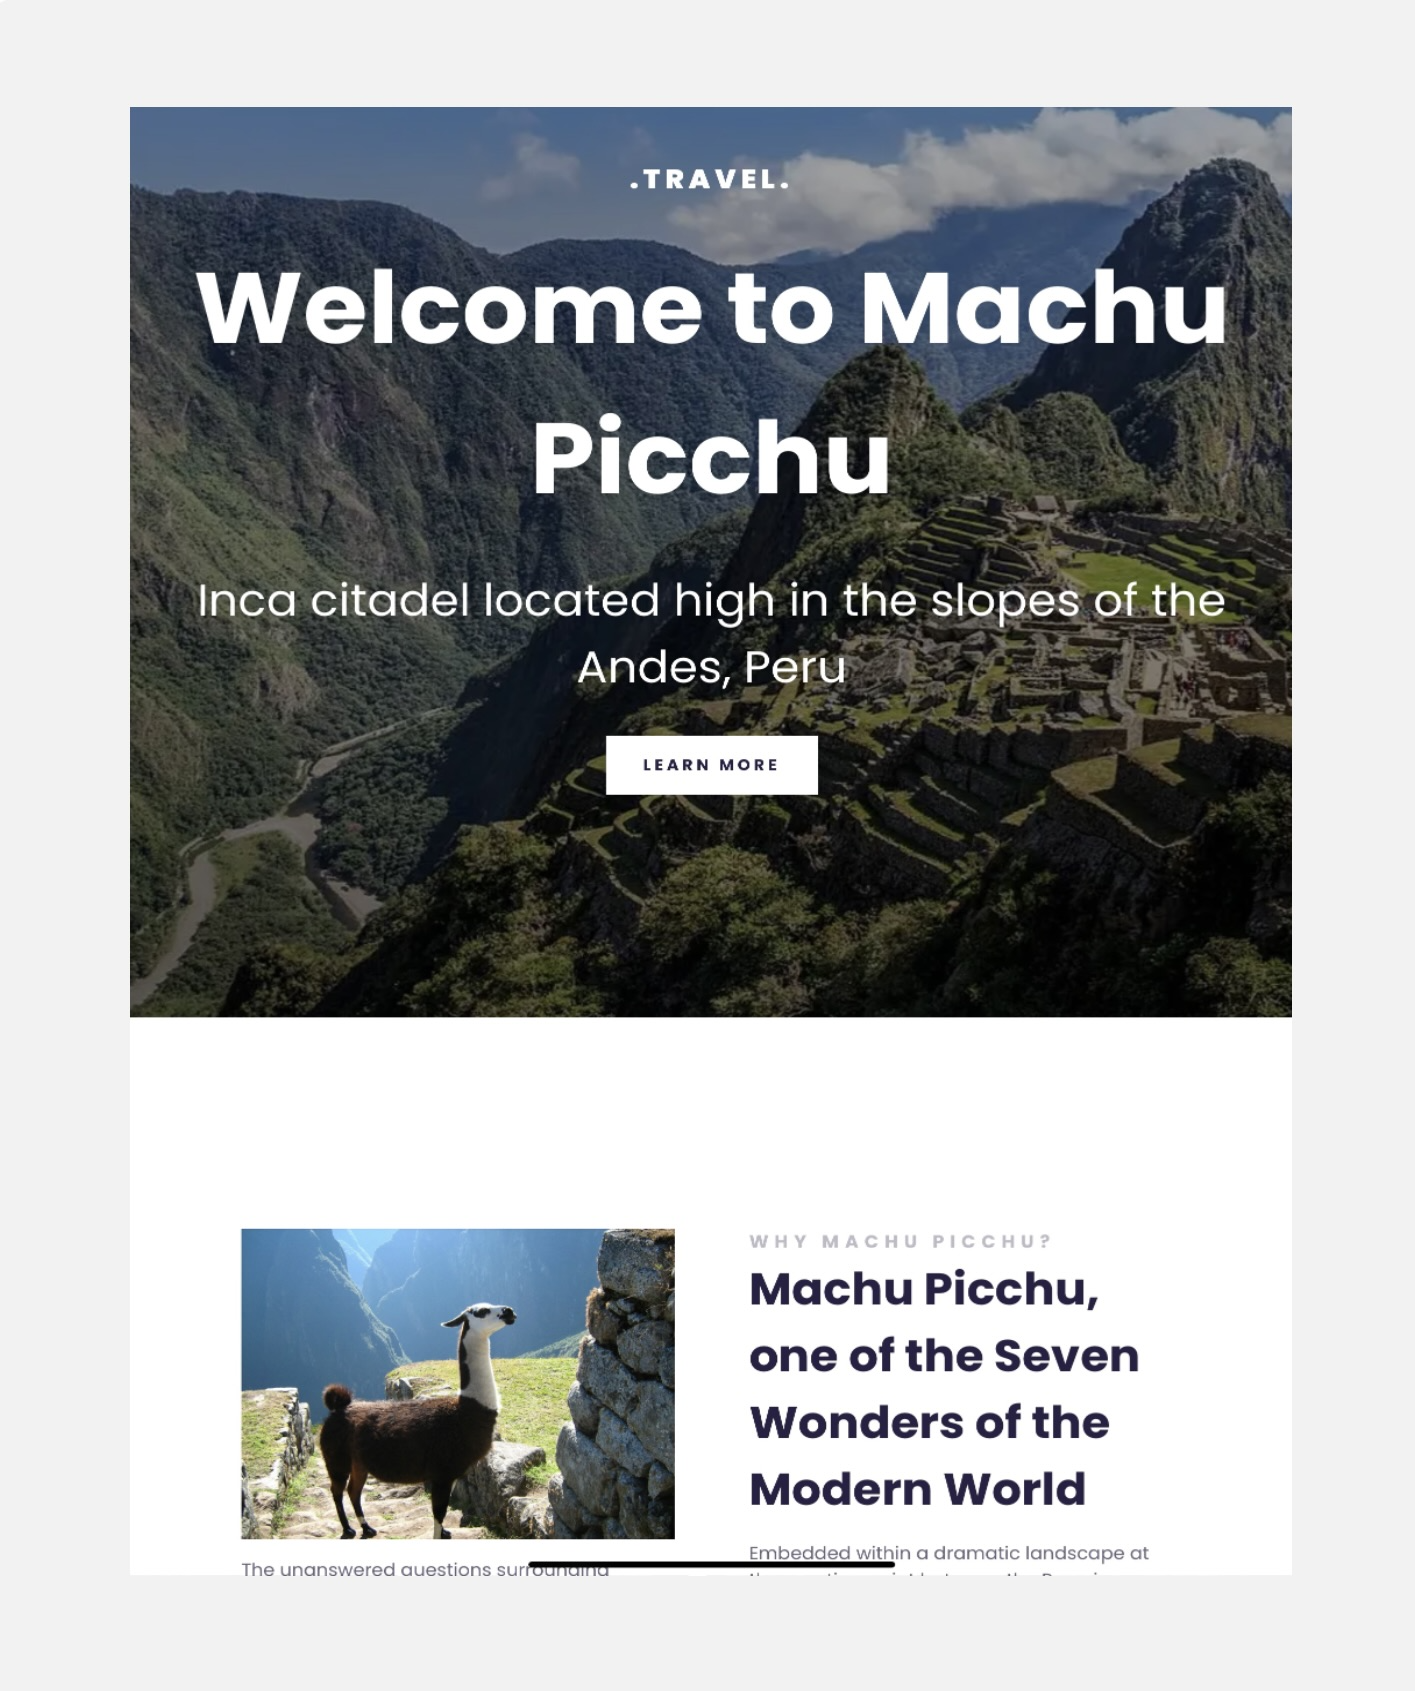 .TRAVEL.
Welcome to Machu
Picchu
Inca citadel located high in the slopes of the
Andes, Peru
LEARN MORE
WHY MACHU PICCHU?
Machu Picchu,
one of the Seven
Wonders of the
Modern World
Embedded within a dramatic landscape at
The unanswered questions surrounding